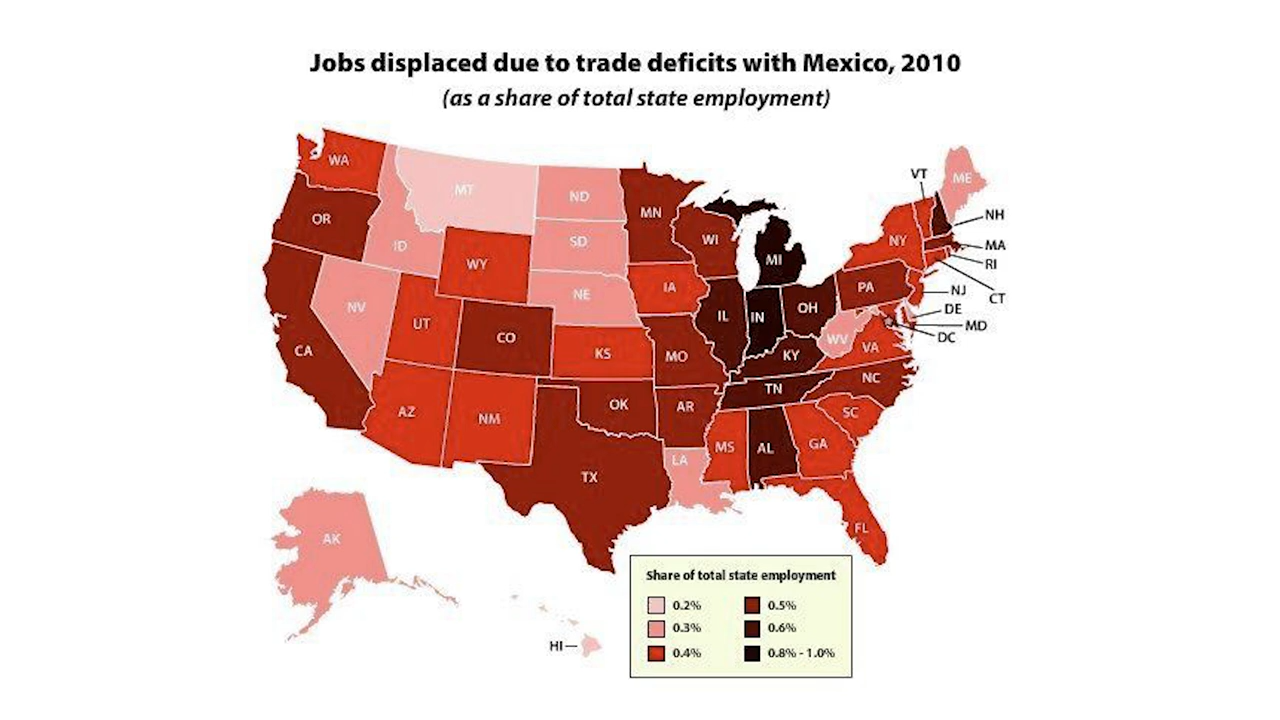 Jobs displaced due to trade deficits with Mexico, 2010
(as a share of total state employment)
WA
MT
ND
MN
VT
ME
OR
ID
SD
WI
NY
NH
WY
MI
MA
RI
NV
NE
IA
PA
NJ
CT
UT
CO
IL
IN
OH
DE
MD
DC
CA
KS
MO
KY
WV
VA
AZ
NM
OK
AR
TN
NC
SC
TX
LA
MS
AL
GA
FL
AK
HI
Share of total state employment
0.2% 0.5%
0.3% 0.6%
0.4% 0.8% - 1.0%